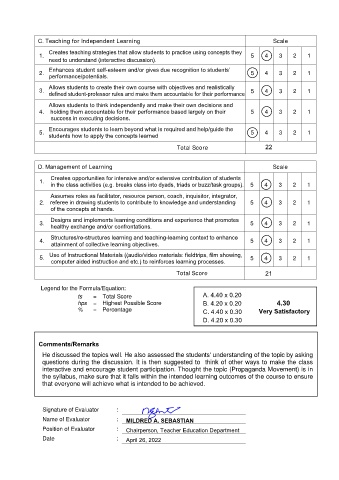 C. Teaching for Independent Learning Scale
1. Creates teaching strategies that allow students to practice using concepts they need to understand (interactive discussion). 5 4 3 2 1
2. Enhances student self-esteem and/or gives due recognition to students' performance/potentials. 5 4 3 2 1
3. Allows students to create their own course with objectives and realistically defined student-professor rules and make them accountable for their performance 5 4 3 2 1
4. Allows students to think independently and make their own decisions and holding them accountable for their performance based largely on their success in executing decisions. 5 4 3 2 1
5. Encourages students to learn beyond what is required and help/guide the students how to apply the concepts learned 5 4 3 2 1
Total Score 22
D. Management of Learning Scale
1. Creates opportunities for intensive and/or extensive contribution of students in the class activities (e.g. breaks class into dyads, triads or buzz/task groups). 5 4 3 2 1
2. Assumes roles as facilitator, resource person, coach, inquisitor, integrator, referee in drawing students to contribute to knowledge and understanding of the concepts at hands. 5 4 3 2 1
3. Designs and implements learning conditions and experience that promotes healthy exchange and/or confrontations. 5 4 3 2 1
4. Structures/re-structures learning and teaching-learning context to enhance attainment of collective learning objectives. 5 4 3 2 1
5. Use of Instructional Materials (audio/video materials: fieldtrips, film showing, computer aided instruction and etc.) to reinforces learning processes. 5 4 3 2 1
Total Score 21
Legend for the Formula/Equation:
ts = Total Score
hps = Highest Possible Score
% = Percentage
A. 4.40 x 0.20
B. 4.20 x 0.20
C. 4.40 x 0.30
D. 4.20 x 0.30
4.30
Very Satisfactory
Comments/Remarks
He discussed the topics well. He also assessed the students' understanding of the topic by asking
questions during the discussion. It is then suggested to think of other ways to make the class
interactive and encourage student participation. Thought the topic (Propaganda Movement) is in
the syllabus, make sure that it falls within the intended learning outcomes of the course to ensure
that everyone will achieve what is intended to be achieved.
Signature of Evaluator :
Name of Evaluator : MILDRED A. SEBASTIAN
Position of Evaluator : Chairperson, Teacher Education Department
Date : April 26, 2022